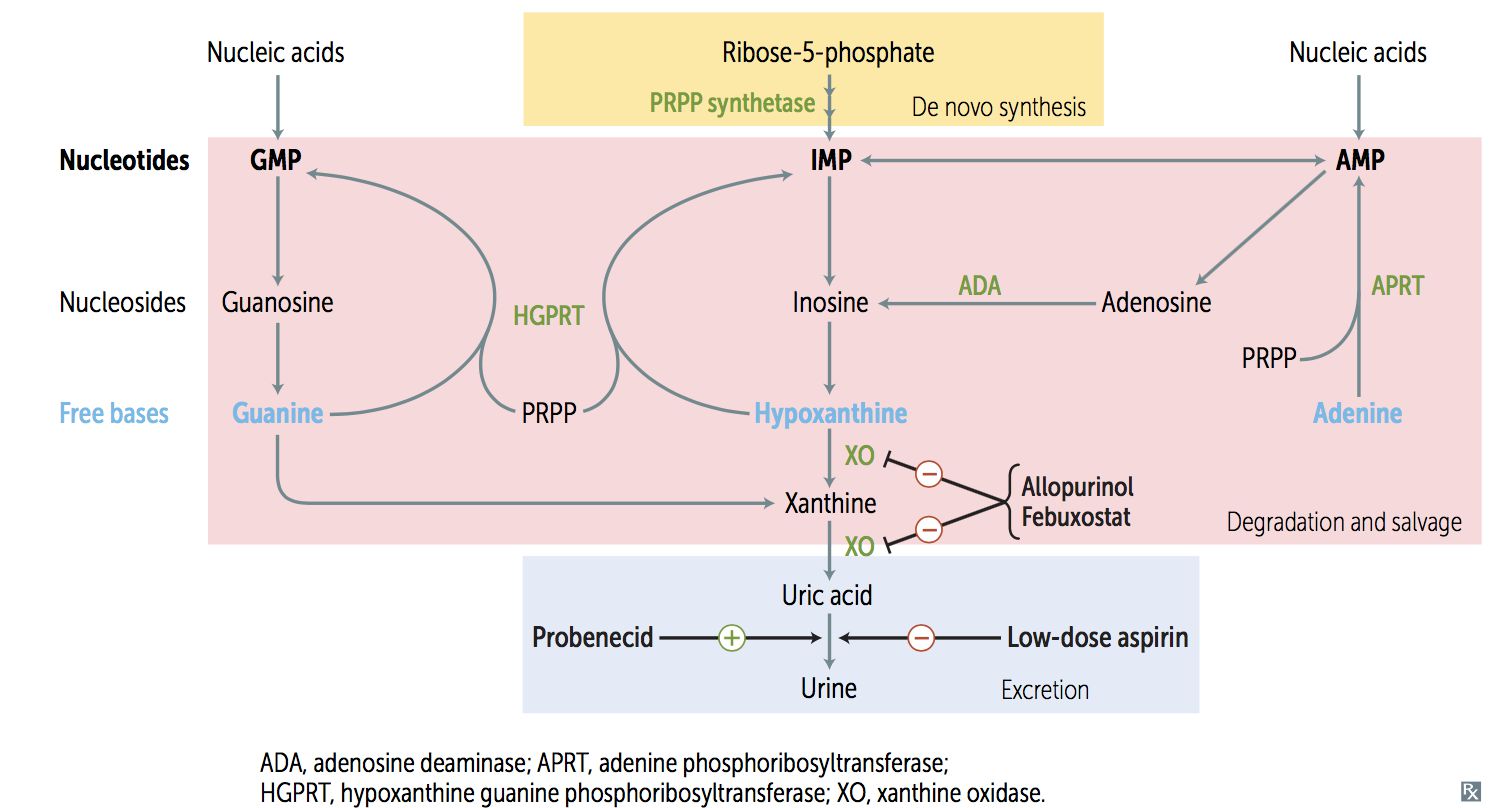 Nucleic acids
Ribose-5-phosphate
Nucleic acids
PRPP synthetase
De novo synthesis
Nucleotides
GMP
IMP
AMP
Nucleosides
Guanosine
HGPRT
Inosine
ADA
Adenosine
APRT
PRPP
Free bases
Guanine
PRPP
Hypoxanthine
Adenine
XO
Xanthine
Allopurinol
Febuxostat
Degradation and salvage
XO
Uric acid
Probenecid
+
−
Low-dose aspirin
−
−
Urine
Excretion
ADA, adenosine deaminase; APRT, adenine phosphoribosyltransferase;
HGPRT, hypoxanthine guanine phosphoribosyltransferase; XO, xanthine oxidase.
Rx